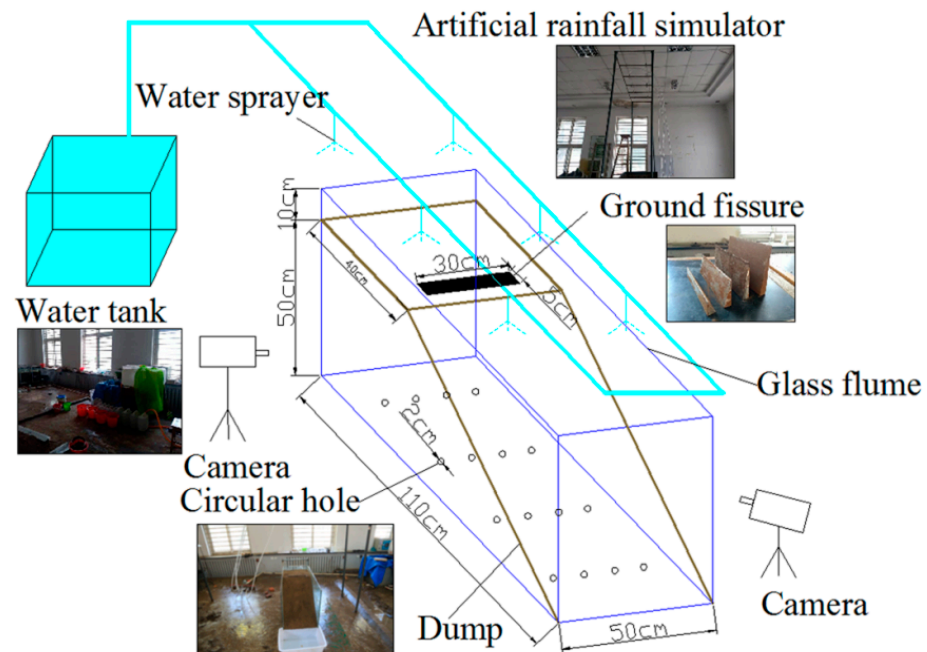 Artificial rainfall simulator
Water sprayer
10cm
Ground fissure
30cm
40cm
5cm
50cm
Water tank
Glass flume
2cm
Camera
Circular hole
110cm
Camera
Dump
50cm